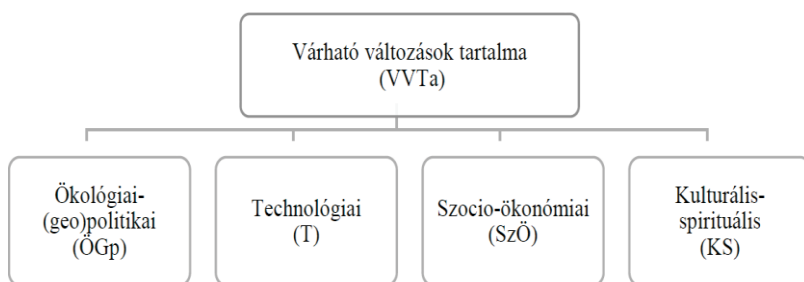 Várható változások tartalma
(VVTa)
Ökológiai-
(geo)politikai
(ÖGp)
Technológiai
(T)
Szocio-ökonómiai
(SzÖ)
Kulturális-
spirituális
(KS)